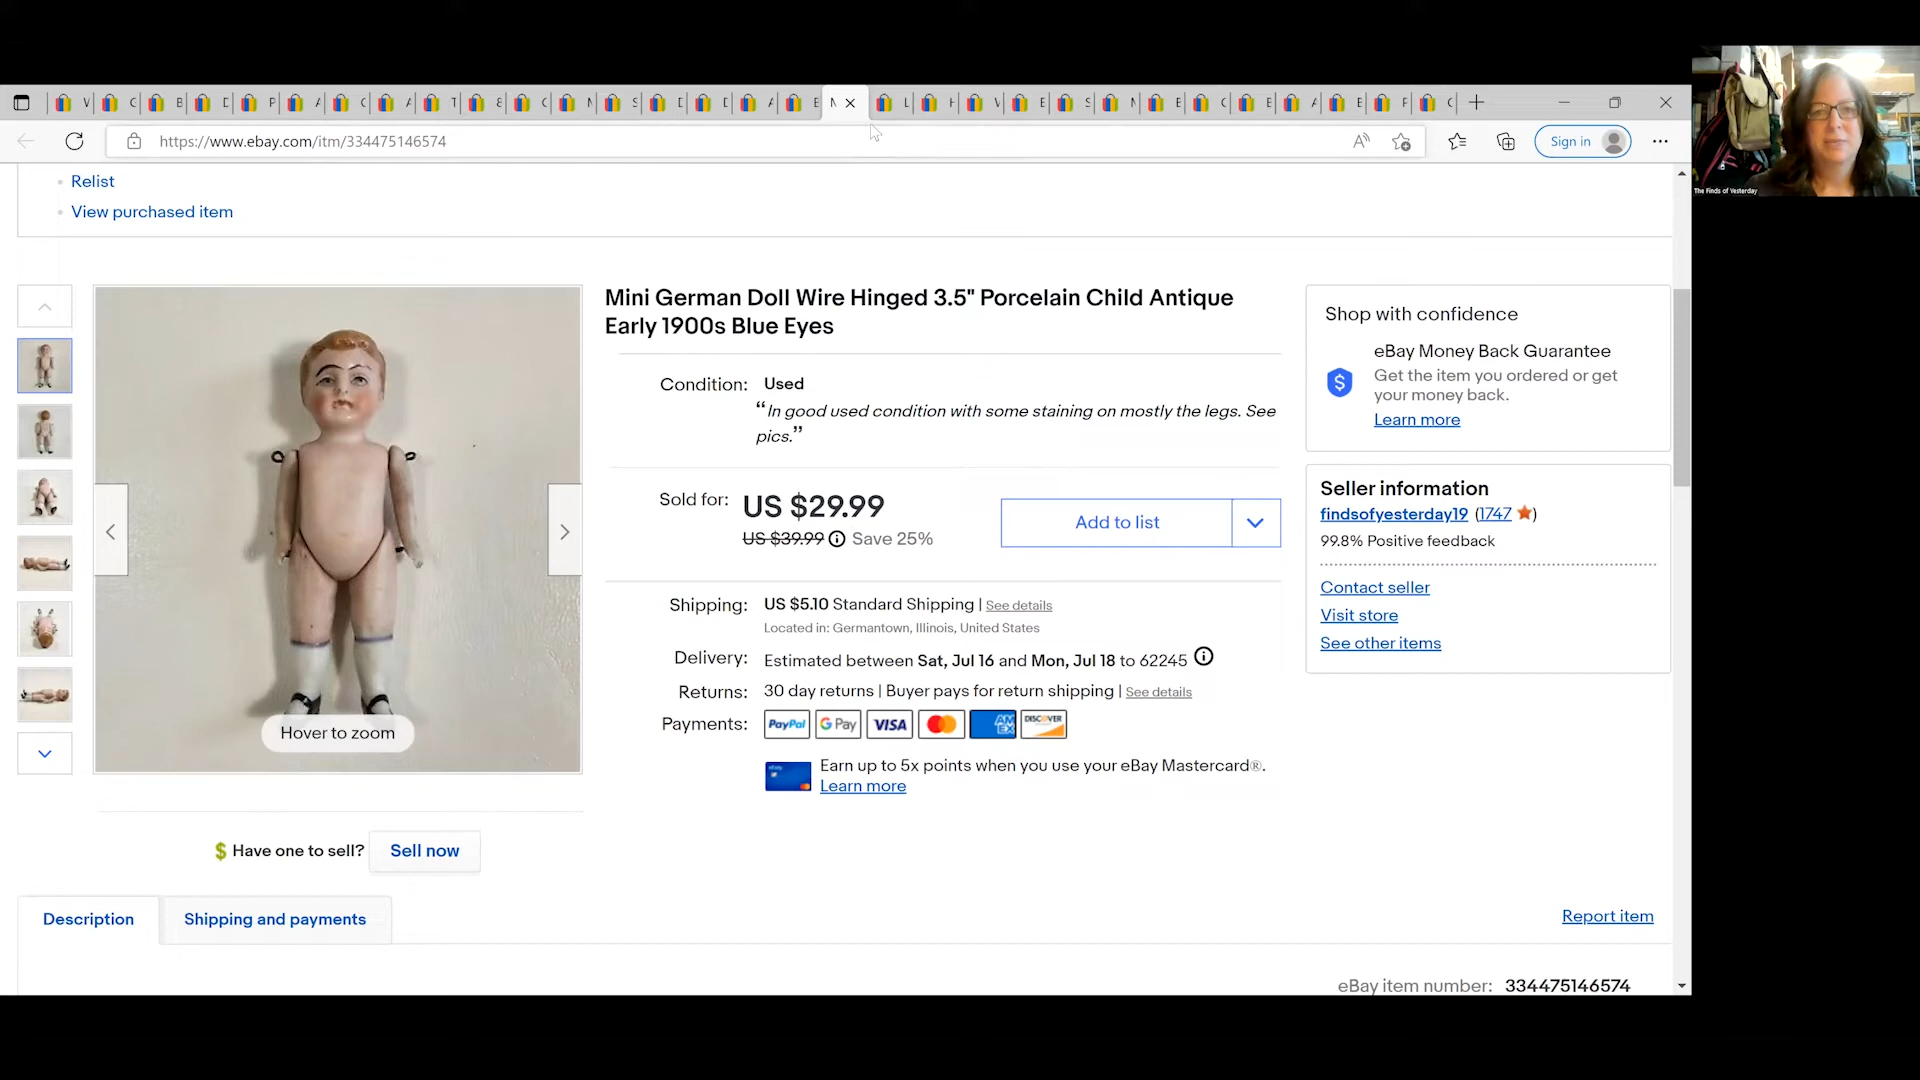 https://www.ebay.com/itm/334475146574
Sign in
The Finds of Yesterday
Relist
View purchased item
Mini German Doll Wire Hinged 3.5" Porcelain Child Antique
Early 1900s Blue Eyes
Condition: Used
“In good used condition with some staining on mostly the legs. See
pics.”
Sold for: US $29.99
US $39.99 Save 25%
Add to list
Shipping: US $5.10 Standard Shipping | See details
Located in: Germantown, Illinois, United States
Delivery: Estimated between Sat, Jul 16 and Mon, Jul 18 to 62245
Returns: 30 day returns | Buyer pays for return shipping | See details
Payments: PayPal G Pay VISA AM EX DISCOVER
Earn up to 5x points when you use your eBay Mastercard®.
Learn more
Hover to zoom
Have one to sell? Sell now
Shop with confidence
eBay Money Back Guarantee
Get the item you ordered or get
your money back.
Learn more
Seller information
findsofyesterday19 (1747)
99.8% Positive feedback
Contact seller
Visit store
See other items
Description
Shipping and payments
Report item
eBay item number: 334475146574